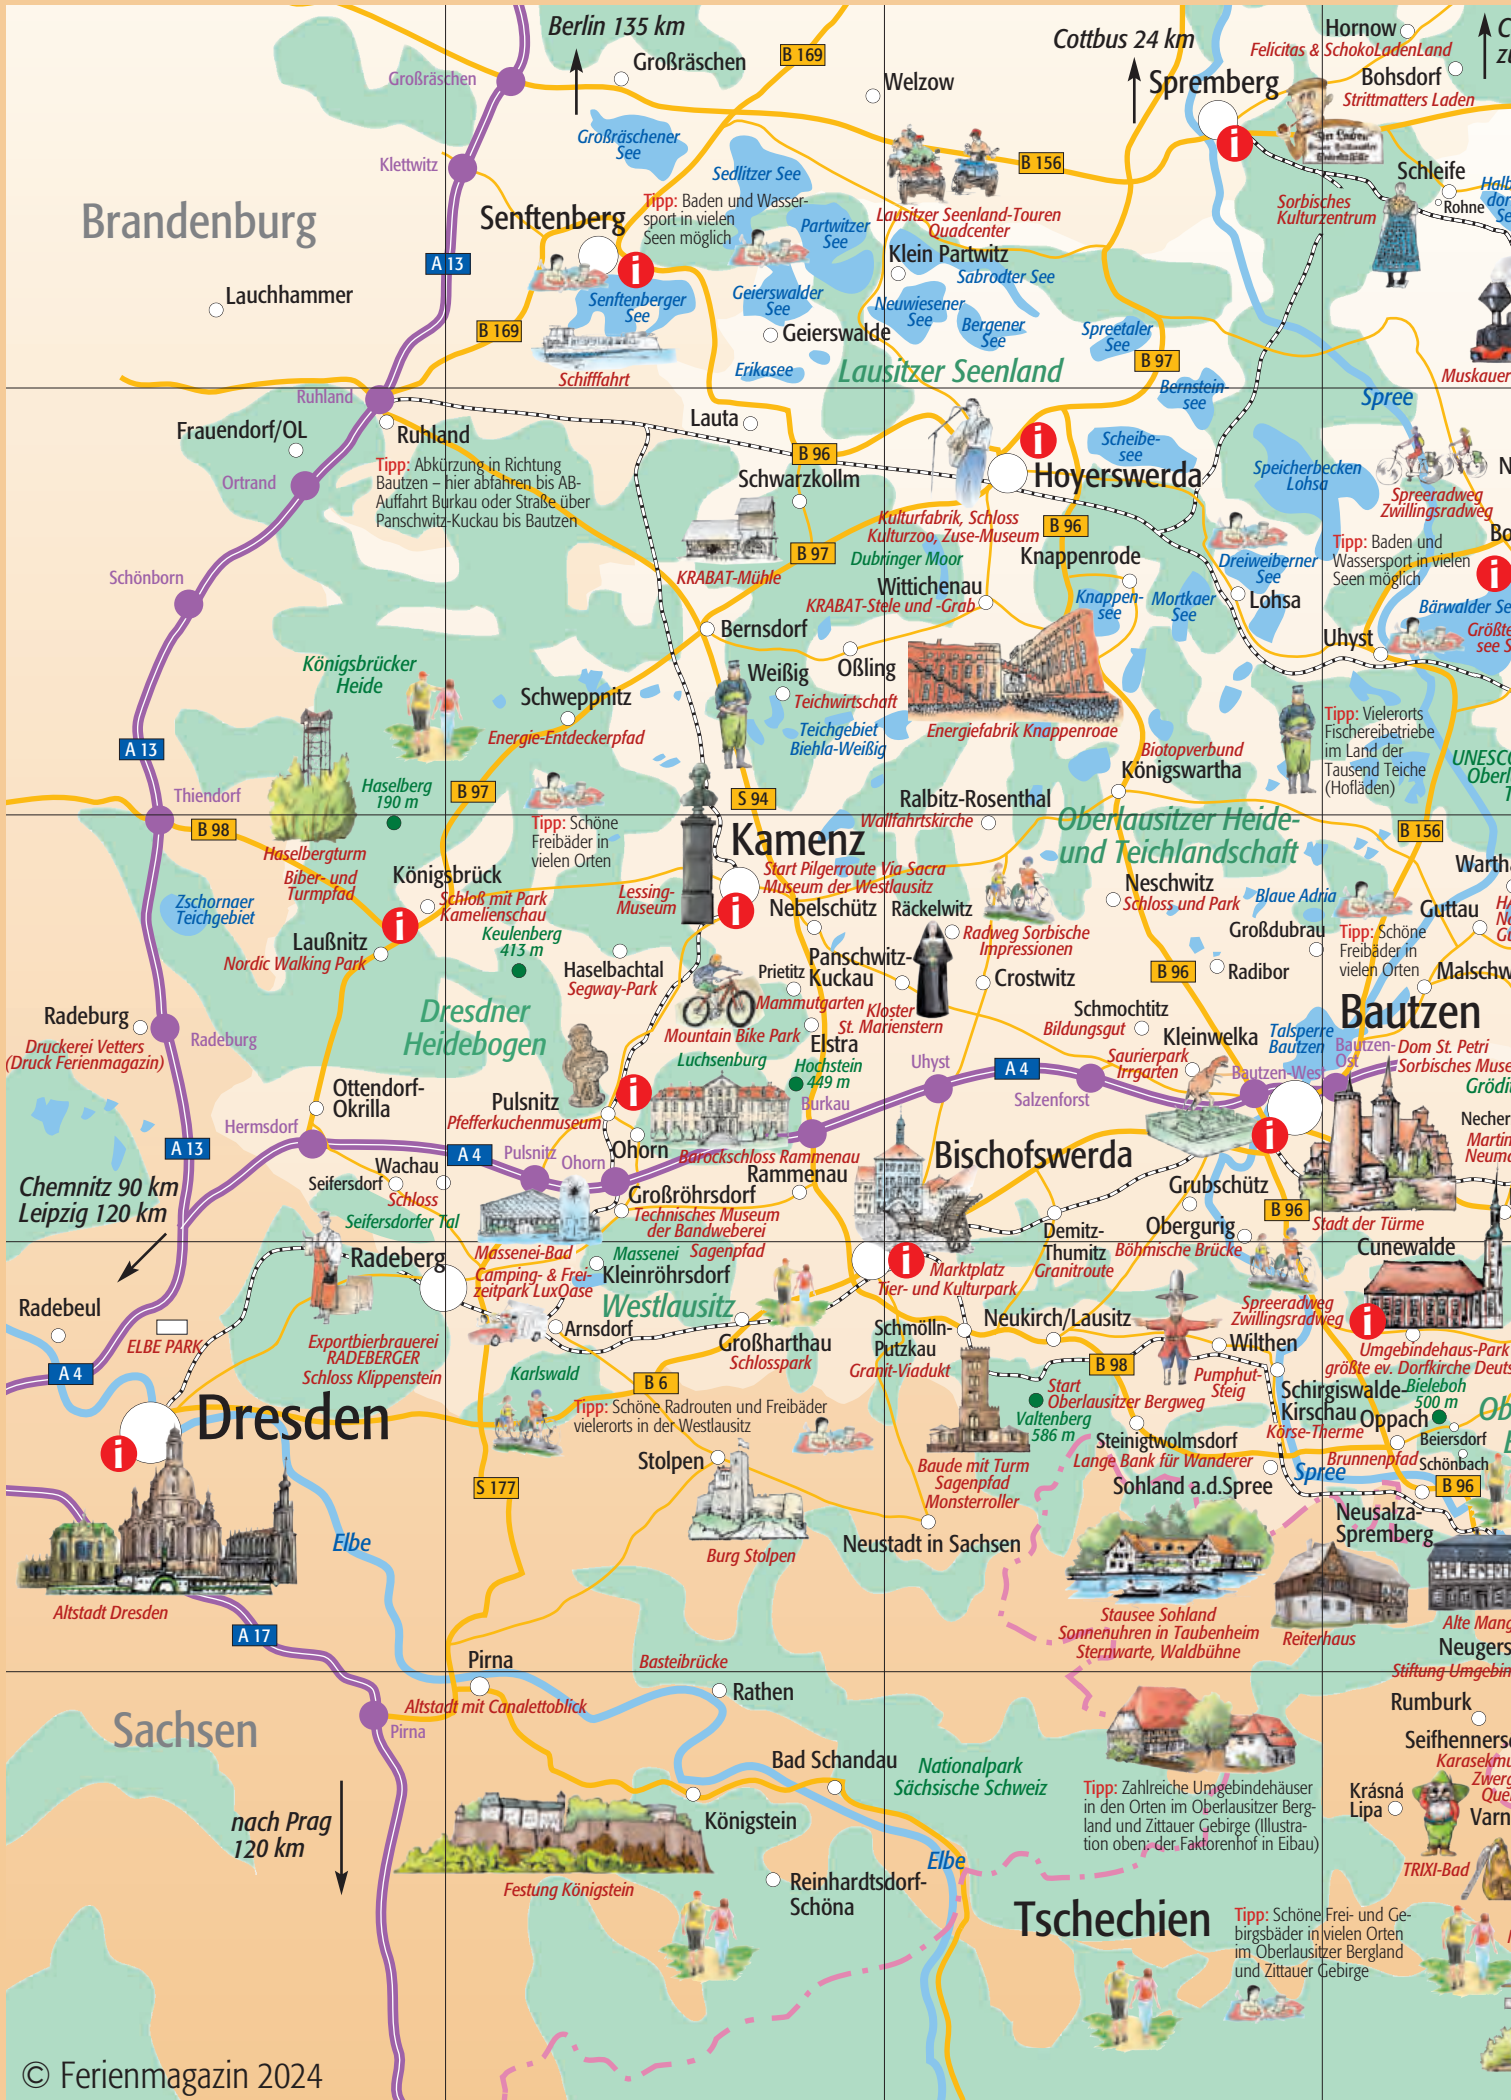 Berlin 135 km
Cottbus 24 km
Hornow
Felicitas & SchokoLadenLand
Großräschen
Großräschen
B 169
Welzow
Spremberg
Bohsdorf
Strittmatters Laden
Klettwitz
Großräschener
See
Sedlitzer See
B 156
Schleife
Rohne
Brandenburg
Senftenberg
Tipp: Baden und Wasser-
sport in vielen
Seen möglich
Partwitzer
See
Lausitzer Seenland-Touren
Quadcenter
Sorbisches
Kulturzentrum
A 13
Klein Partwitz
Sabrodter See
Lauchhammer
Senftenberger
See
Geierswalder
See
Neuwiesener
See
Bergener
See
Spreetaler
See
B 169
Geierswalde
B 97
Schifffahrt
Erikasee
Lausitzer Seenland
Muskauer
Ruhland
Bernstein-
see
Spree
Frauendorf/OL
Ruhland
Lauta
Scheibe-
see
B 96
Hoyerswerda
Speicherbecken
Lohsa
Ortrand
Tipp: Abkürzung in Richtung
Bautzen – hier abfahren bis AB-
Auffahrt Burkau oder Straße über
Panschwitz-Kuckau bis Bautzen
Schwarzkollm
Spreeradweg
Zwillingsradweg
Kulturfabrik, Schloss
Kulturzoo, Zuse-Museum
B 96
Tipp: Baden und
Wassersport in vielen
Seen möglich
Schönborn
KRABAT-Mühle
B 97
Dubringer Moor
Knappenrode
Dreiweiberner
See
Wittichenau
KRABAT-Stele und -Grab
Knappen-
see
Mortkaer
See
Lohsa
Bärwalder See
Bernsdorf
Uhyst
Königsbrücker
Heide
Weißig
Oßling
Teichwirtschaft
Schweppnitz
Energie-Entdeckerpfad
Teichgebiet
Biehla-Weißig
Energiefabrik Knappenrode
Tipp: Vielerorts
Fischereibetriebe
im Land der
Tausend Teiche
(Hofläden)
A 13
Biotopverbund
Königswartha
Thiendorf
Haselberg
190 m
B 97
S 94
Ralbitz-Rosenthal
Wallfahrtskirche
B 98
Haselbergturm
Biber- und
Turmpfad
Tipp: Schöne
Freibäder in
vielen Orten
Kamenz
Start Pilgerroute Via Sacra
Museum der Westlausitz
Oberlausitzer Heide-
und Teichlandschaft
B 156
Zschornaer
Teichgebiet
Königsbrück
Schloß mit Park
Kamelienschau
Lessing-
Museum
Nebelschütz
Räckelwitz
Neschwitz
Schloss und Park
Blaue Adria
Guttau
Laußnitz
Nordic Walking Park
Keulenberg
413 m
Haselbachtal
Segway-Park
Prietitz
Mammutgarten
Panschwitz-
Kuckau
Radweg Sorbische
Impressionen
Großdubrau
Tipp: Schöne
Freibäder in
vielen Orten
Crostwitz
B 96
Radibor
Dresdner
Heidebogen
Mountain Bike Park
Kloster
St. Marienstern
Schmochtitz
Bildungsgut
Kleinwelka
Saurierpark
Irrgarten
Talsperre
Bautzen
Bautzen
Radeburg
Druckerei Vetters
(Druck Ferienmagazin)
Radeburg
Elstra
Luchsenburg
Hochstein
449 m
Uhyst
A 4
Salzenforst
Bautzen-West
Bautzen-
Ost
Dom St. Petri
Ottendorf-
Okrilla
Hermsdorf
Pulsnitz
Pfefferkuchenmuseum
Burkau
A 13
A 4
Pulsnitz
Ohorn
Ohorn
Barockschloss Rammenau
Rammenau
Bischofswerda
Wachau
Schloss
Seifersdorf
Seifersdorfer Tal
Chemnitz 90 km
Leipzig 120 km
Großröhrsdorf
Technisches Museum
der Bandweberei
Grubschütz
B 96
Stadt der Türme
Radeberg
Massenei-Bad
Camping- & Frei-
zeitpark LuxOase
Massenei
Sagenpfad
Kleinröhrsdorf
Demitz-
Thumitz
Granitroute
Obergurig
Böhmische Brücke
Cunewalde
Radebeul
ELBE PARK
Westlausitz
Marktplatz
Tier- und Kulturpark
Spreeradweg
Zwillingsradweg
Exportbierbrauerei
RADEBERGER
Schloss Klippenstein
Arnsdorf
Großharthau
Schlosspark
Schmölln-
Putzkau
Granit-Viadukt
Neukirch/Lausitz
Wilthen
Umgebindehaus-Park
A 4
Karlswald
B 6
B 98
Pumphut-
Steig
Dresden
Tipp: Schöne Radrouten und Freibäder
vielerorts in der Westlausitz
Start
Oberlausitzer Bergweg
Valtenberg
586 m
Schirgiswalde-
Kirschau
Körse-Therme
Bieleboh
500 m
Oppach
Beiersdorf
Schönbach
Brunnenpfad
Stolpen
Steinigtwolmsdorf
Lange Bank für Wanderer
Baude mit Turm
Sagenpfad
Monsterroller
S 177
Sohland a.d.Spree
Spree
B 96
Elbe
Burg Stolpen
Neustadt in Sachsen
Neusalza-
Spremberg
Altstadt Dresden
A 17
Stausee Sohland
Sonnenuhren in Taubenheim
Sternwarte, Waldbühne
Reiterhaus
Pirna
Basteibrücke
Altstadt mit Canalettoblick
Rathen
Sachsen
Pirna
Rumburk
Bad Schandau
Nationalpark
Sächsische Schweiz
Tipp: Zahlreiche Umgebindehäuser
in den Orten im Oberlausitzer Berg-
land und Zittauer Gebirge (Illustra-
tion oben: der Faktorenhof in Eibau)
Krásná
Lipa
nach Prag
120 km
Königstein
Elbe
Festung Königstein
TRIXI-Bad
Reinhardtsdorf-
Schöna
Tschechien
Tipp: Schöne Frei- und Ge-
birgsbäder in vielen Orten
im Oberlausitzer Bergland
und Zittauer Gebirge
© Ferienmagazin 2024